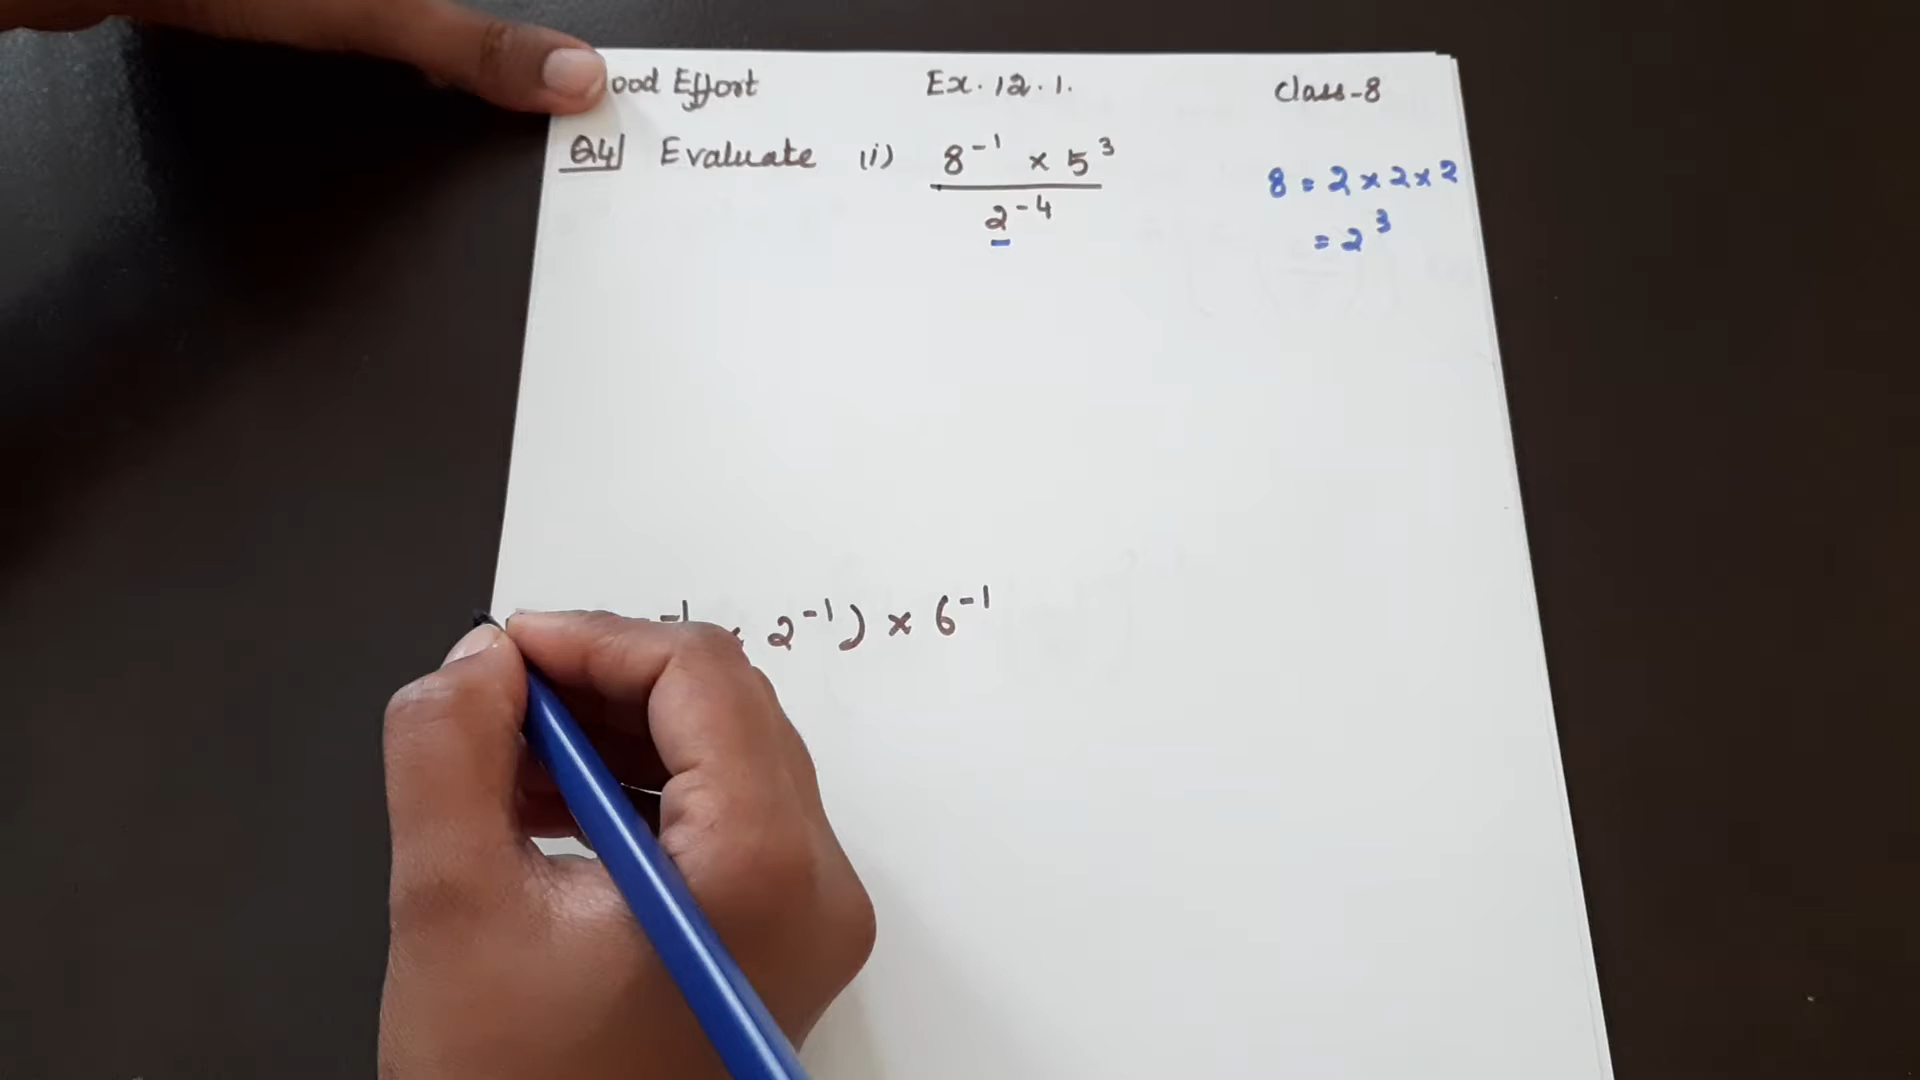 ood Effort Ex. 12.1. Class-8
Q4 Evaluate (i) 8⁻¹ × 5³
2⁻⁴
8 = 2 × 2 × 2
= 2³
⁻¹ × 2⁻¹) × 6⁻¹